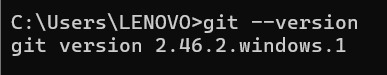 C:\Users\LENOVO>git --version
git version 2.46.2.windows.1